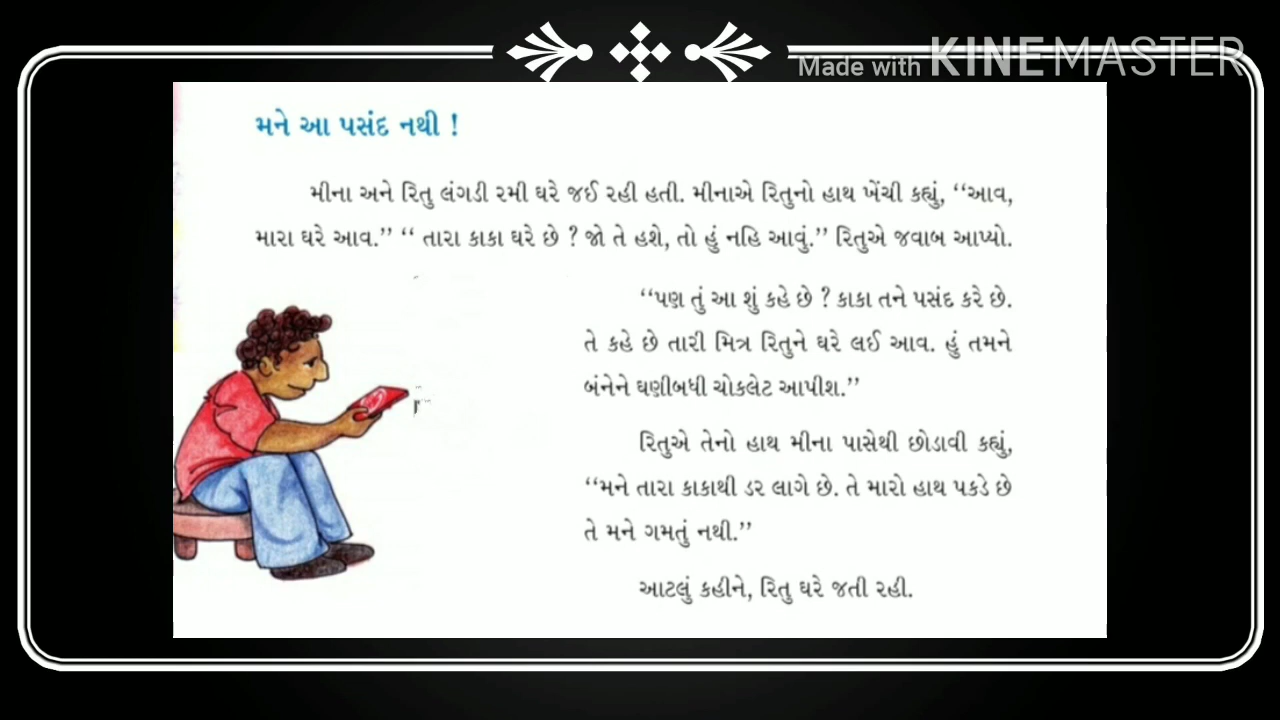 Made with KINEMASTER
મને આ પસંદ નથી !
મીના અને રિતુ લંગડી રમી ઘરે જઈ રહી હતી. મીનાએ રિતુનો હાથ ખેંચી કહ્યું, “આવ,
મારા ઘરે આવ.” “ તારા કાકા ઘરે છે ? જો તે હશે, તો હું નહિ આવું.” રિતુએ જવાબ આપ્યો.
“પણ તું આ શું કહે છે ? કાકા તને પસંદ કરે છે.
તે કહે છે તારી મિત્ર રિતુને ઘરે લઈ આવ. હું તમને
બંનેને ઘણીબધી ચોકલેટ આપીશ.”
રિતુએ તેનો હાથ મીના પાસેથી છોડાવી કહ્યું,
“મને તારા કાકાથી ડર લાગે છે. તે મારો હાથ પકડે છે
તે મને ગમતું નથી.”
આટલું કહીને, રિતુ ઘરે જતી રહી.